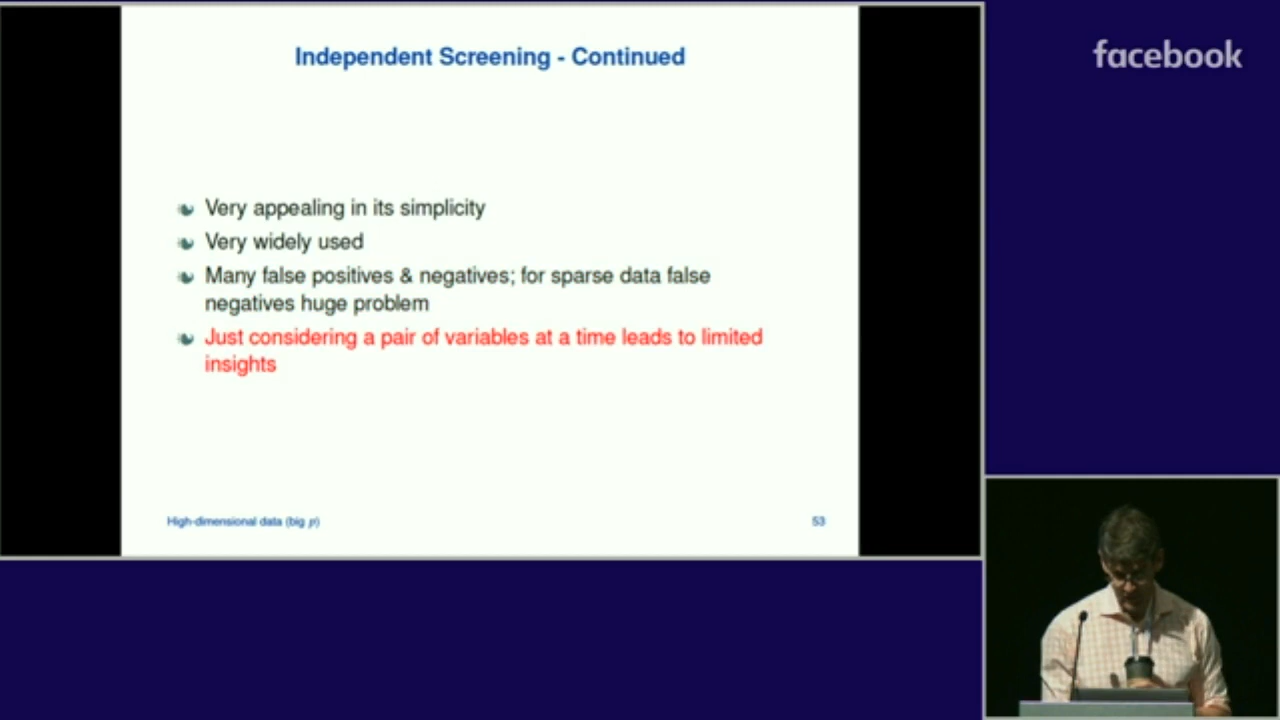 Independent Screening - Continued
facebook
Very appealing in its simplicity
Very widely used
Many false positives & negatives; for sparse data false
negatives huge problem
Just considering a pair of variables at a time leads to limited
insights
High-dimensional data (big p)
53